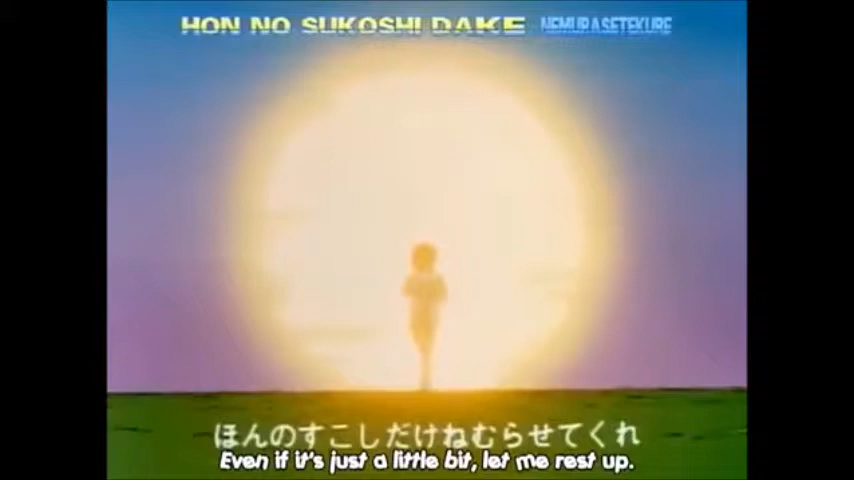 HON NO SUKOSHI DAKE NEMURASETEKURE
ほんのすこしだけねむらせてくれ
Even if it's just a little bit, let me rest up.